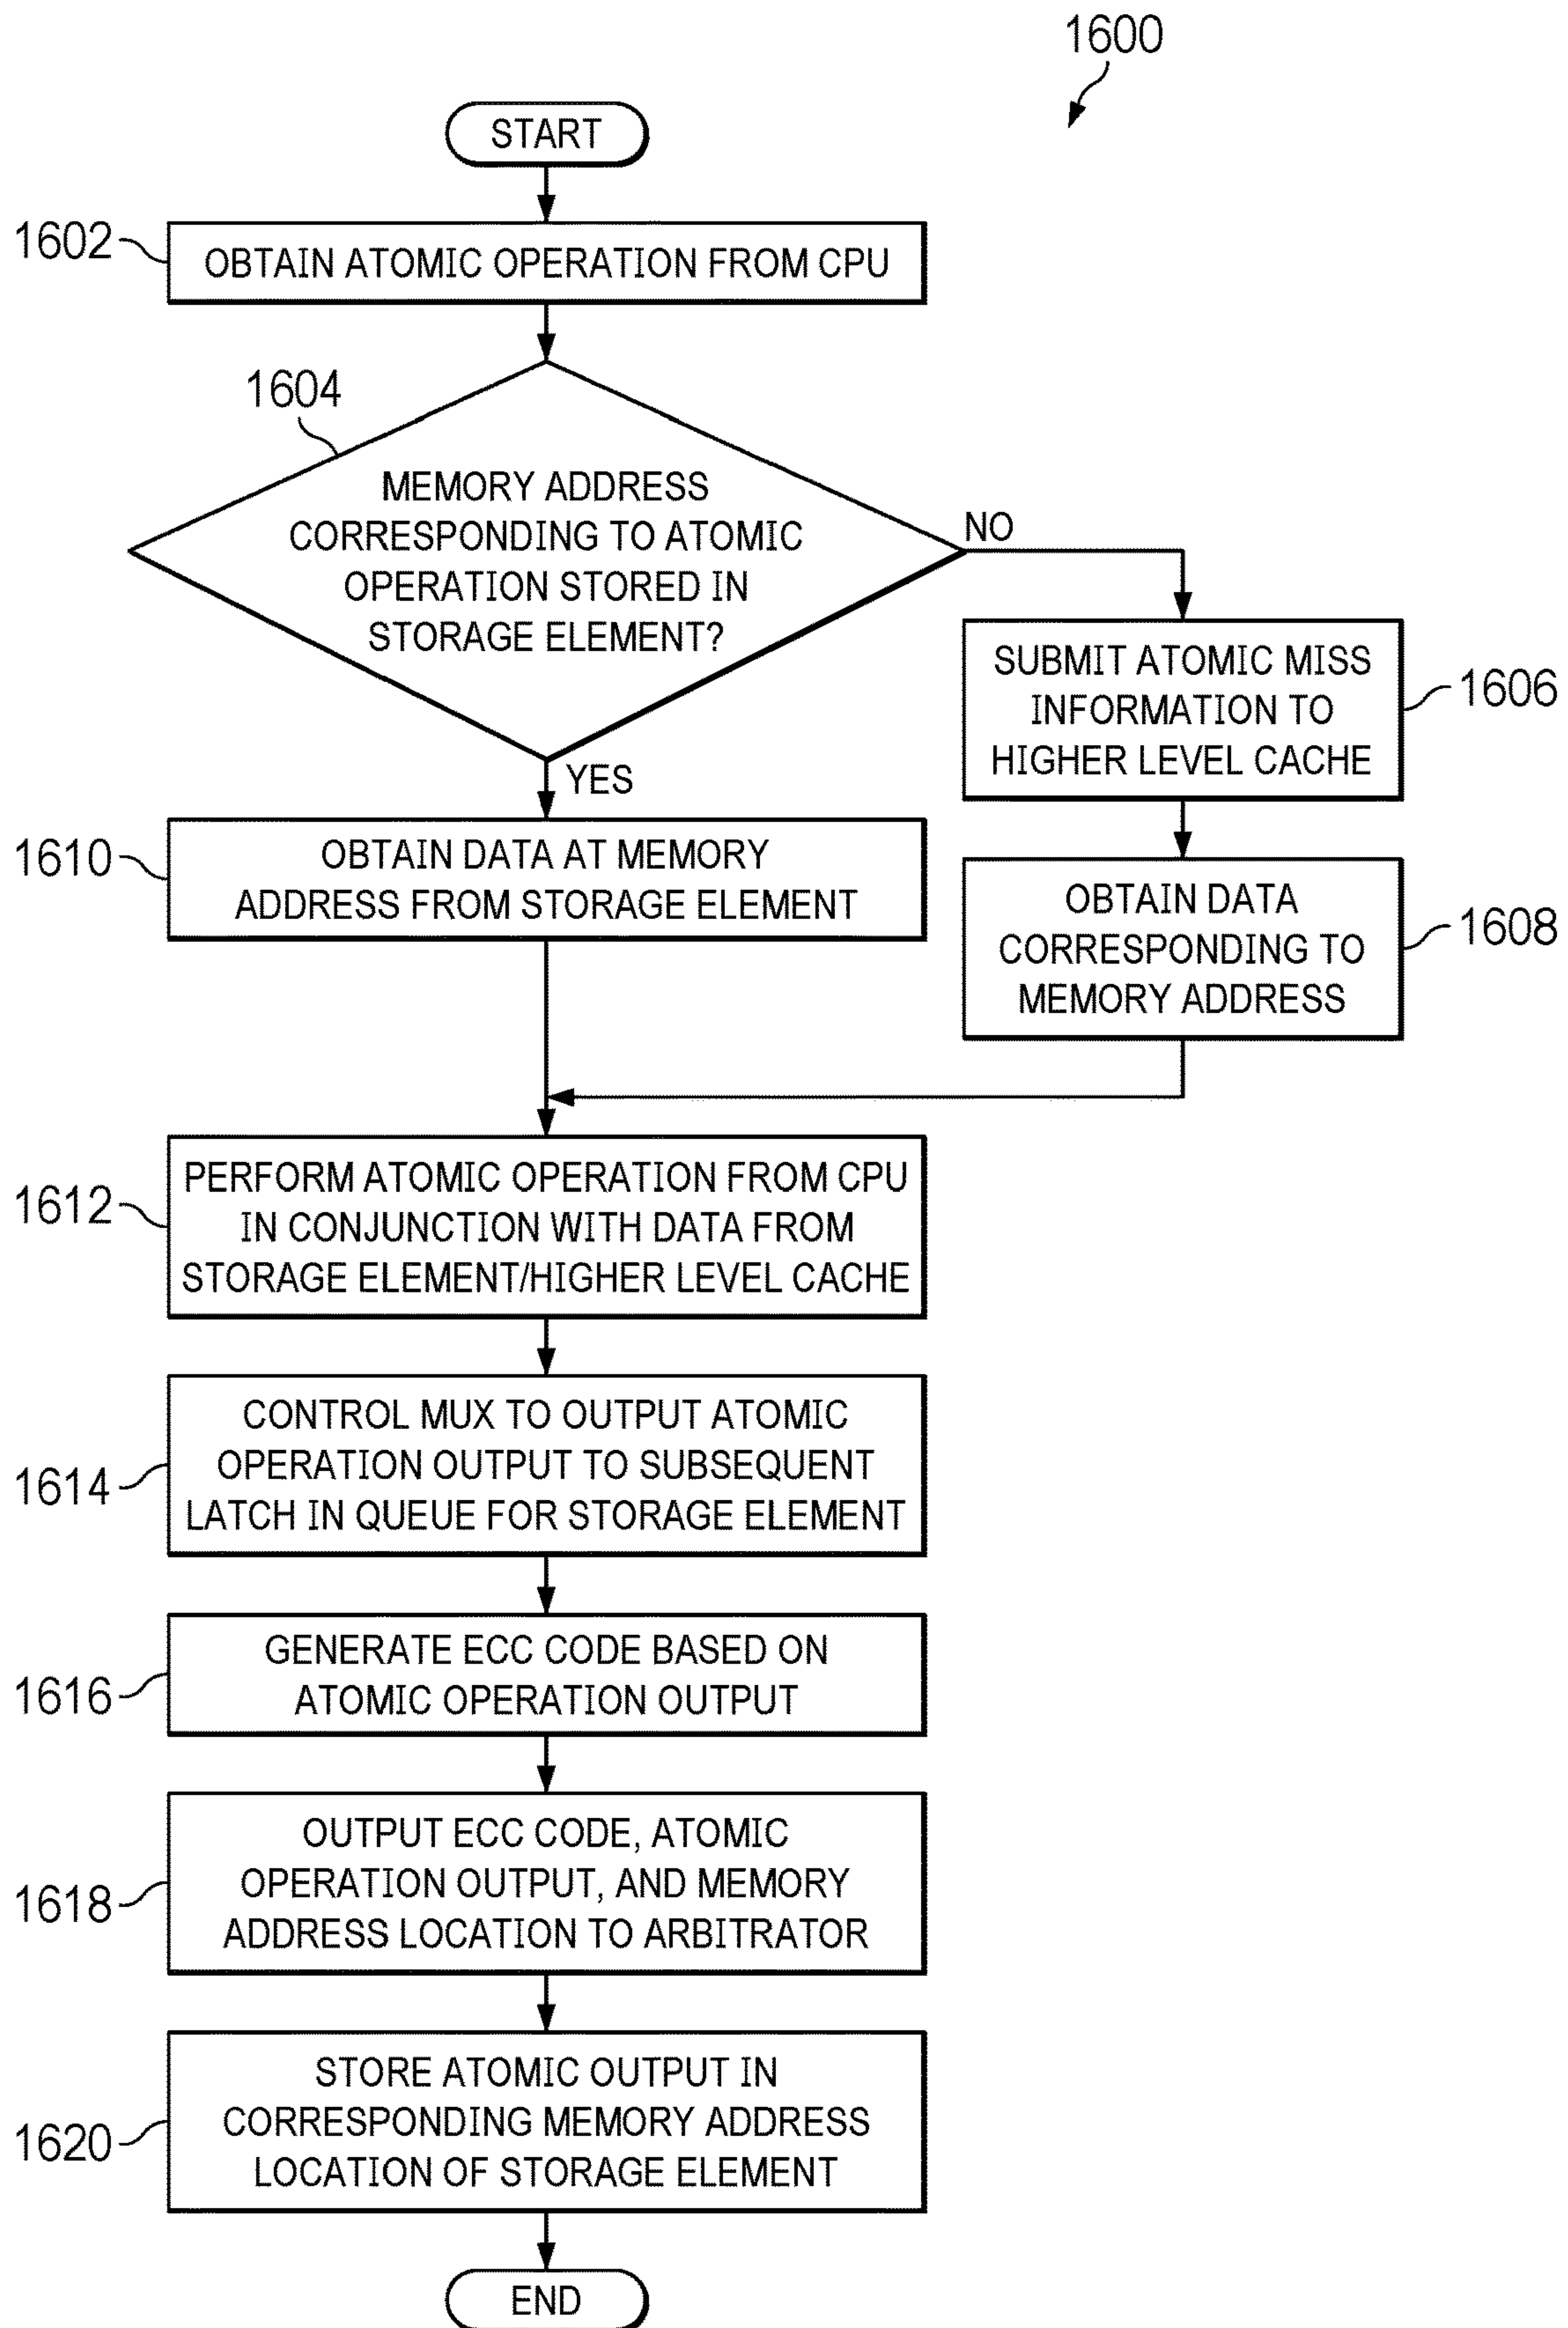 1600
START
1602
OBTAIN ATOMIC OPERATION FROM CPU
1604
MEMORY ADDRESS
CORRESPONDING TO ATOMIC
OPERATION STORED IN
STORAGE ELEMENT?
NO
SUBMIT ATOMIC MISS
INFORMATION TO
HIGHER LEVEL CACHE
1606
YES
1610
OBTAIN DATA AT MEMORY
ADDRESS FROM STORAGE ELEMENT
OBTAIN DATA
CORRESPONDING TO
MEMORY ADDRESS
1608
1612
PERFORM ATOMIC OPERATION FROM CPU
IN CONJUNCTION WITH DATA FROM
STORAGE ELEMENT/HIGHER LEVEL CACHE
1614
CONTROL MUX TO OUTPUT ATOMIC
OPERATION OUTPUT TO SUBSEQUENT
LATCH IN QUEUE FOR STORAGE ELEMENT
1616
GENERATE ECC CODE BASED ON
ATOMIC OPERATION OUTPUT
1618
OUTPUT ECC CODE, ATOMIC
OPERATION OUTPUT, AND MEMORY
ADDRESS LOCATION TO ARBITRATOR
1620
STORE ATOMIC OUTPUT IN
CORRESPONDING MEMORY ADDRESS
LOCATION OF STORAGE ELEMENT
END